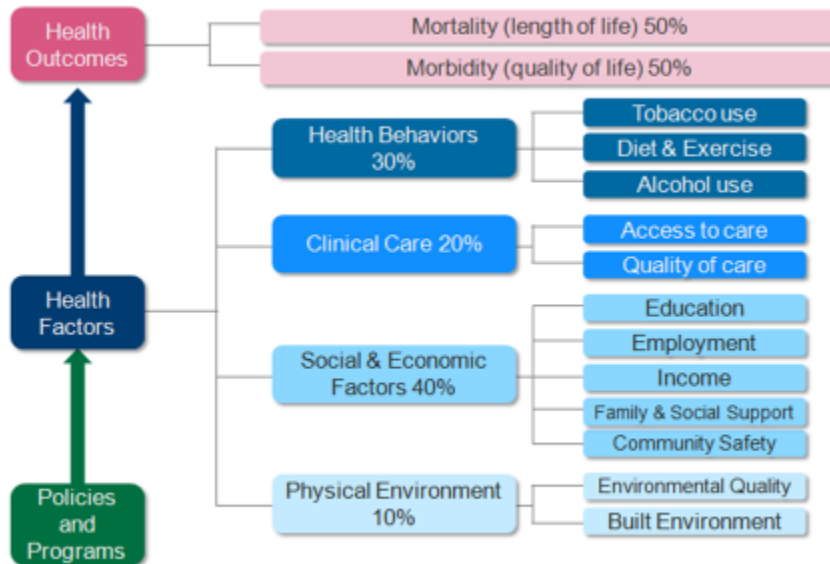 Health
Outcomes
Mortality (length of life) 50%
Morbidity (quality of life) 50%
Health Behaviors
30%
Tobacco use
Diet & Exercise
Alcohol use
Clinical Care 20%
Access to care
Quality of care
Health
Factors
Social & Economic
Factors 40%
Education
Employment
Income
Family & Social Support
Community Safety
Physical Environment
10%
Environmental Quality
Built Environment
Policies
and
Programs